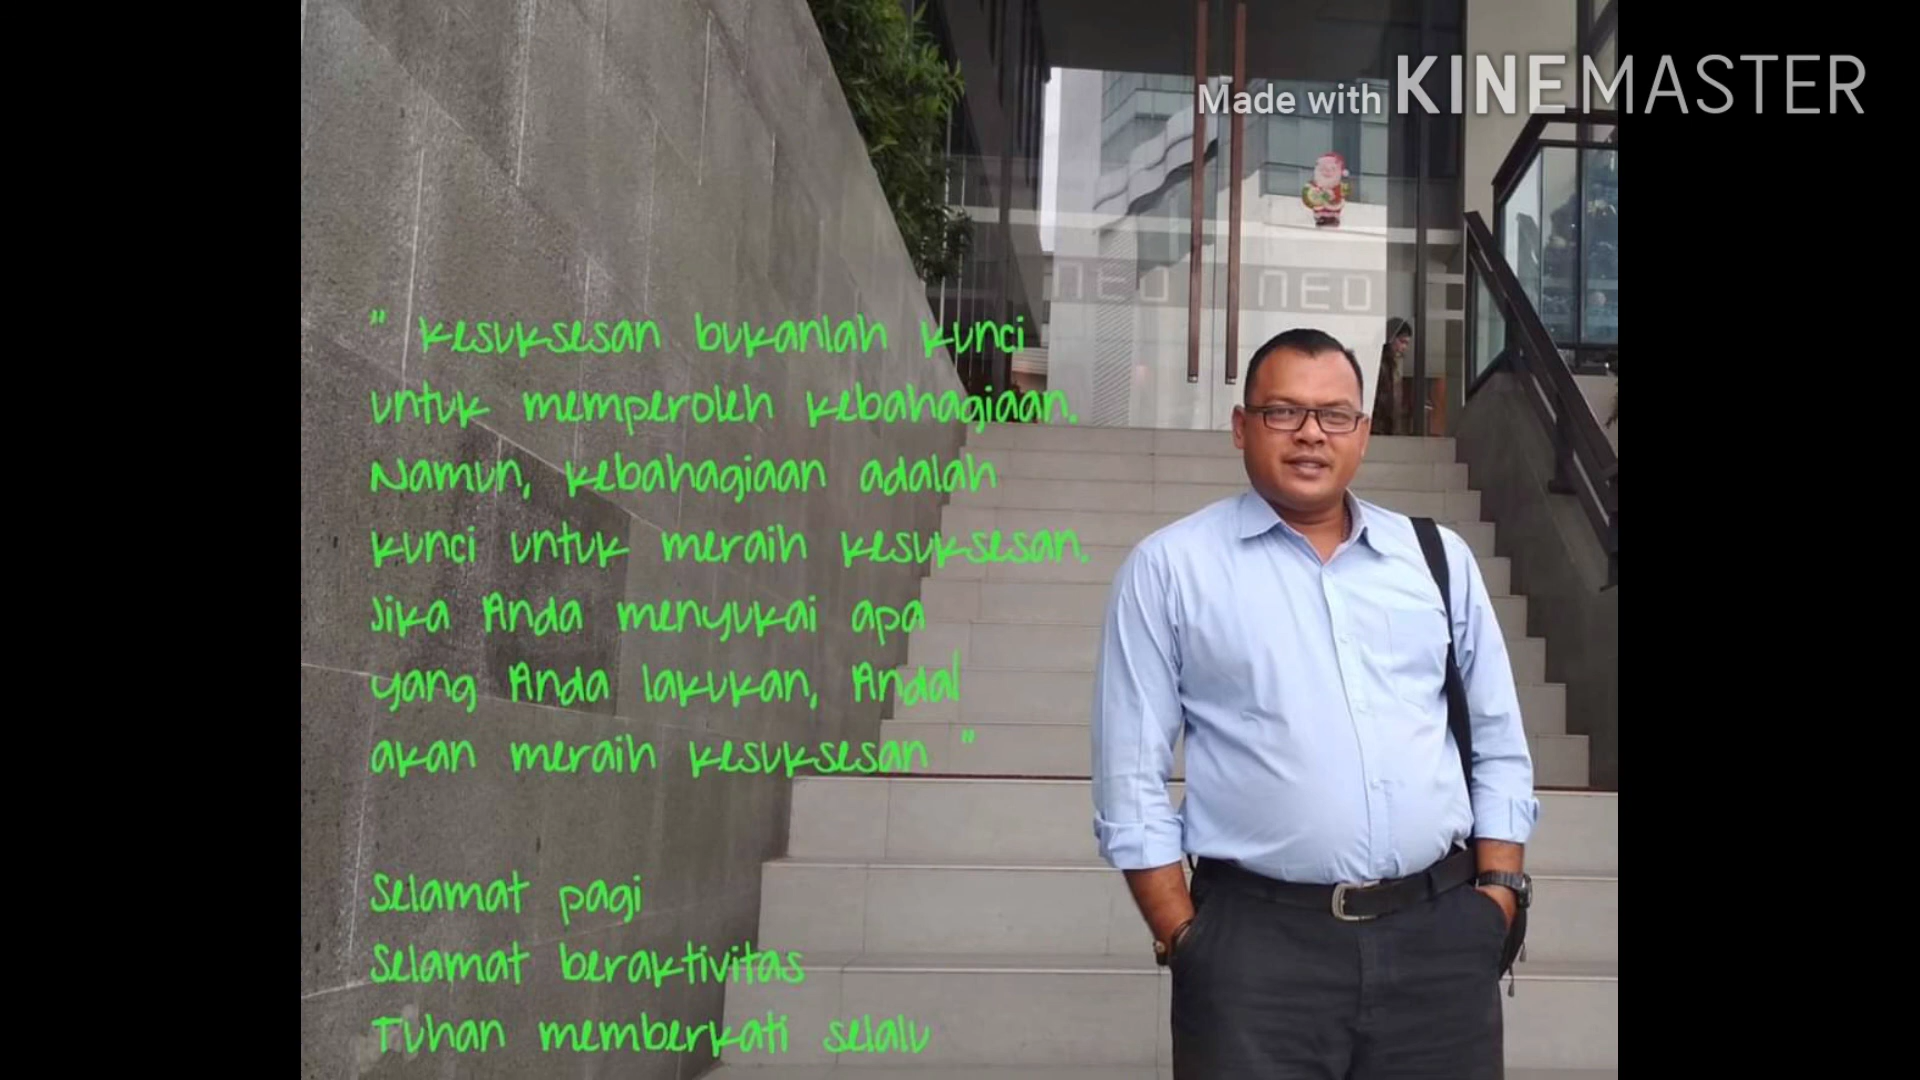 Made with KINEMASTER
NEO NEO
" Kesuksesan bukanlah kunci
untuk memperoleh kebahagiaan.
Namun, kebahagiaan adalah
kunci untuk meraih kesuksesan.
Jika Anda menyukai apa
yang Anda lakukan, Anda!
akan meraih kesuksesan "
Selamat pagi
Selamat beraktivitas
Tuhan memberkati selalu